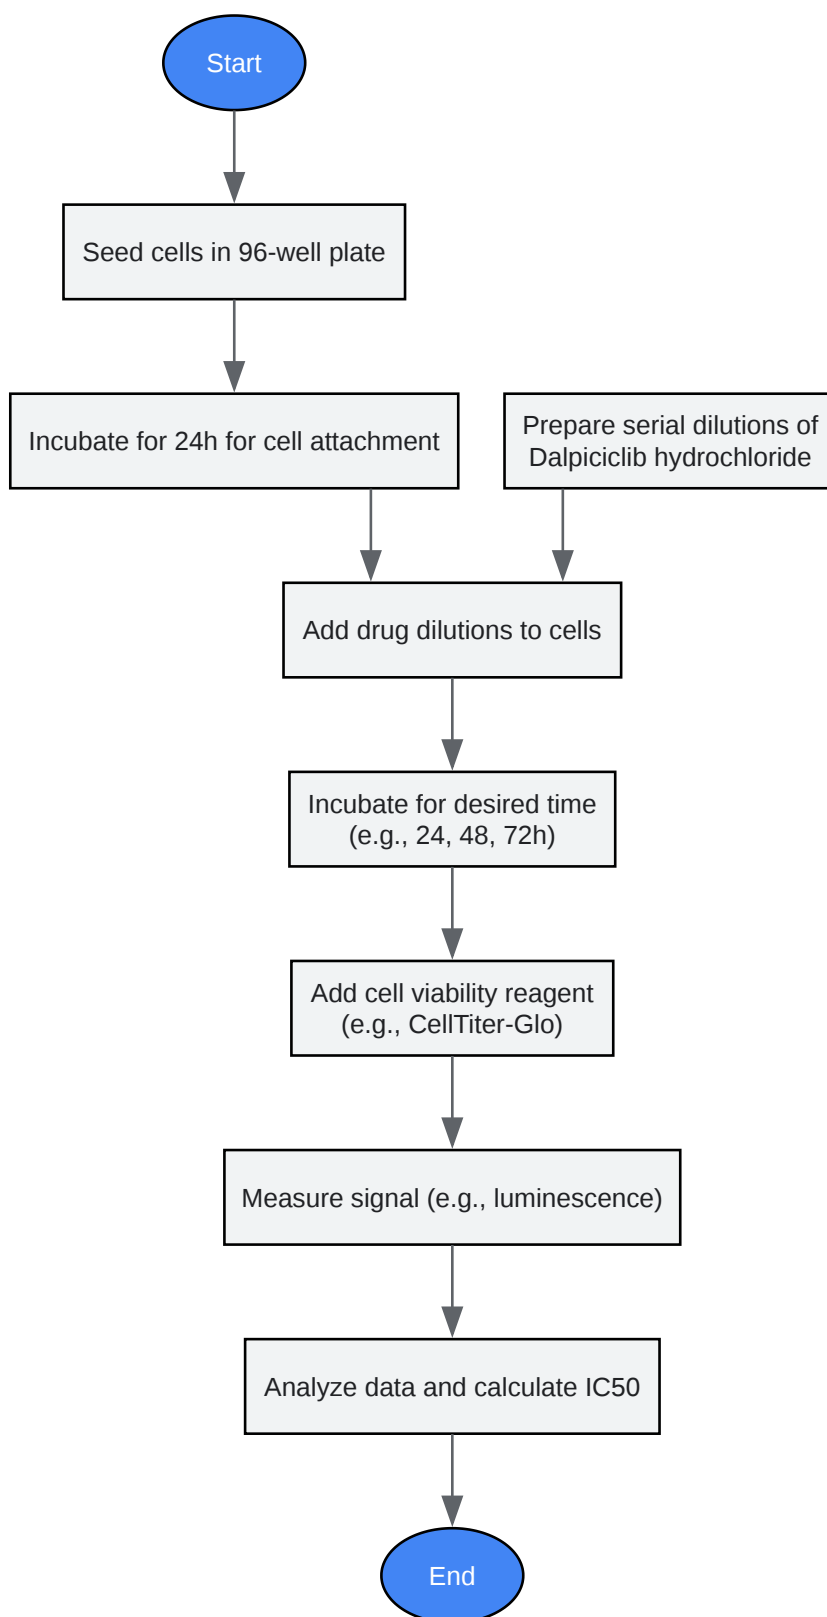 Start
Seed cells in 96-well plate
Incubate for 24h for cell attachment
Prepare serial dilutions of
Dalpiciclib hydrochloride
Add drug dilutions to cells
Incubate for desired time
(e.g., 24, 48, 72h)
Add cell viability reagent
(e.g., CellTiter-Glo)
Measure signal (e.g., luminescence)
Analyze data and calculate IC50
End